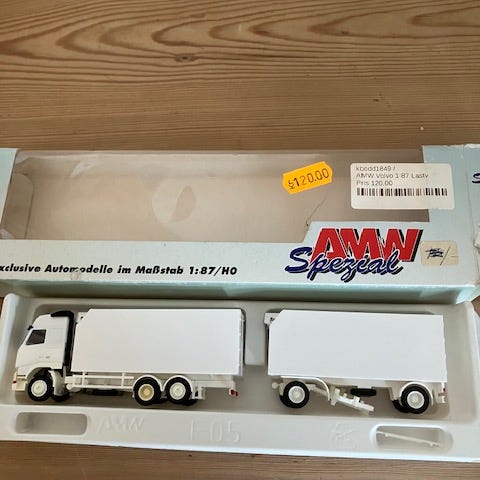 120.00
kbodd1849 /
AMW Volvo 1:87 Lastv
Pris 120,00
AMW
Spezial
xclusive Automodelle im Maßstab 1:87/H0
AMW